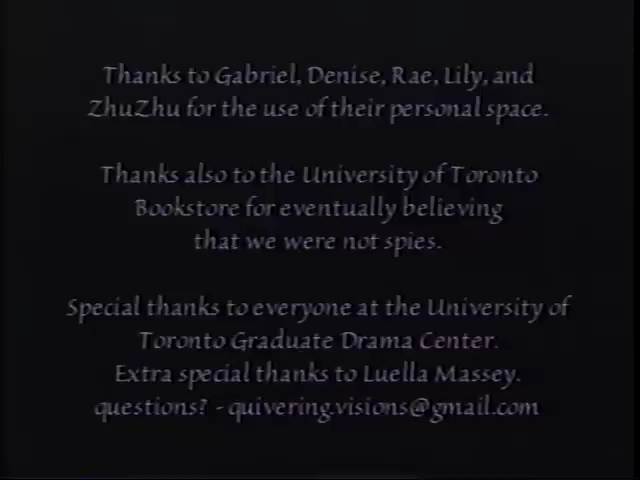 Thanks to Gabriel, Denise, Rae, Lily, and
ZhuZhu for the use of their personal space.
Thanks also to the University of Toronto
Bookstore for eventually believing
that we were not spies.
Special thanks to everyone at the University of
Toronto Graduate Drama Center.
Extra special thanks to Luella Massey.
questions? - quivering.visions@gmail.com